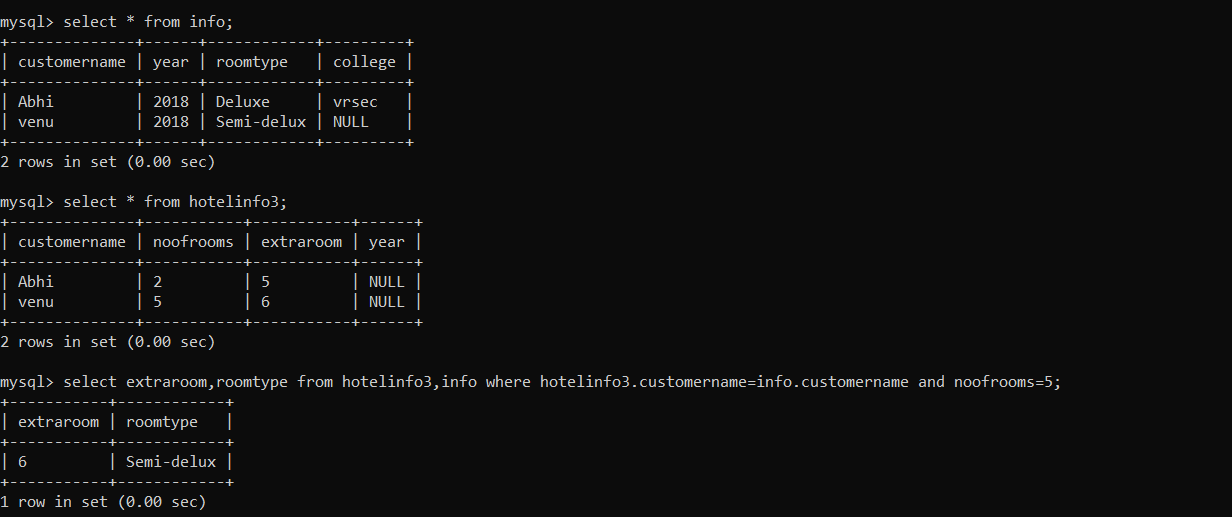 mysql> select * from info;
+--------------+------+------------+---------+
| customername | year | roomtype   | college |
+--------------+------+------------+---------+
| Abhi         | 2018 | Deluxe     | vrsec   |
| venu         | 2018 | Semi-delux | NULL    |
+--------------+------+------------+---------+
2 rows in set (0.00 sec)

mysql> select * from hotelinfo3;
+--------------+-----------+-----------+------+
| customername | noofrooms | extraroom | year |
+--------------+-----------+-----------+------+
| Abhi         | 2         | 5         | NULL |
| venu         | 5         | 6         | NULL |
+--------------+-----------+-----------+------+
2 rows in set (0.00 sec)

mysql> select extraroom,roomtype from hotelinfo3,info where hotelinfo3.customername=info.customername and noofrooms=5;
+-----------+------------+
| extraroom | roomtype   |
+-----------+------------+
| 6         | Semi-delux |
+-----------+------------+
1 row in set (0.00 sec)